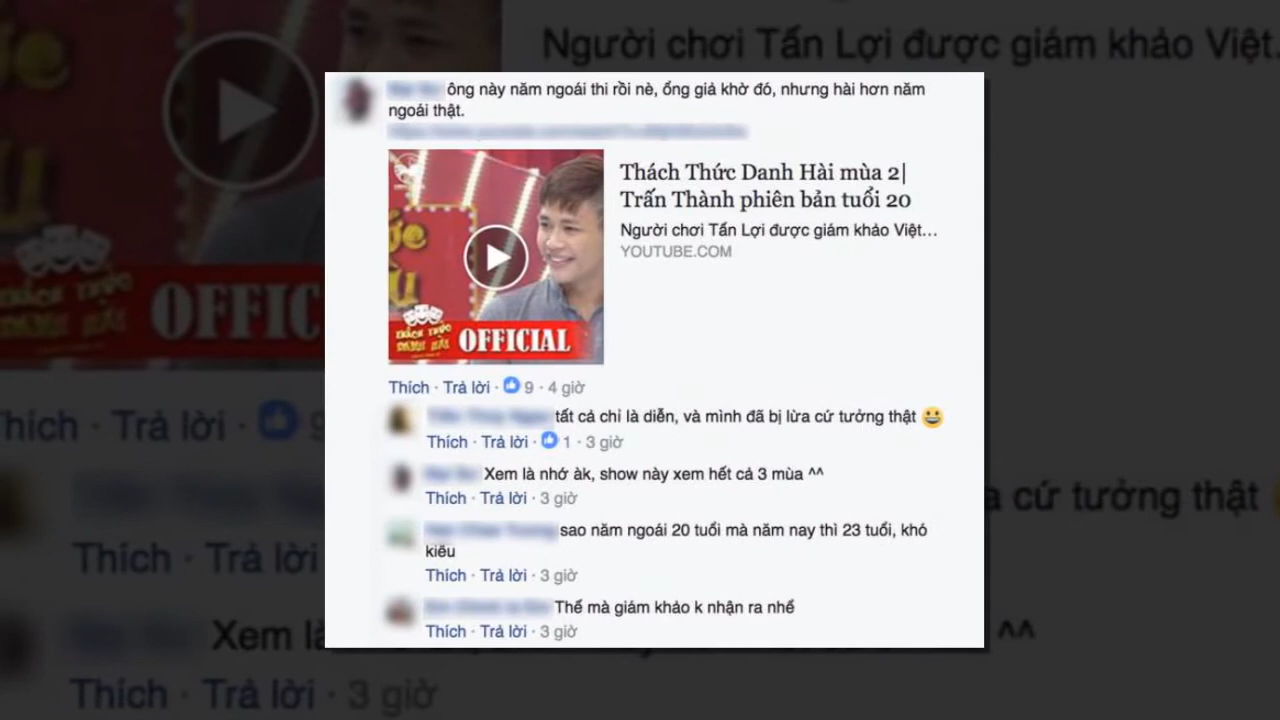 Người chơi Tấn Lợi được giám khảo Việt.
ông này năm ngoái thi rồi nè, ổng giả khờ đó, nhưng hài hơn năm
ngoái thật.
Thách Thức Danh Hài mùa 2|
Trấn Thành phiên bản tuổi 20
Người chơi Tấn Lợi được giám khảo Việt...
YOUTUBE.COM
THÁCH THỨC
DANH HÀI
OFFICIAL
Thích · Trả lời · 9 · 4 giờ
tất cả chỉ là diễn, và mình đã bị lừa cứ tưởng thật 😀
Thích · Trả lời · 1 · 3 giờ
Xem là nhớ àk, show này xem hết cả 3 mùa ^^
Thích · Trả lời · 3 giờ
sao năm ngoái 20 tuổi mà năm nay thì 23 tuổi, khó
kiêu
Thích · Trả lời · 3 giờ
Thế mà giám khảo k nhận ra nhể
Thích · Trả lời · 3 giờ
OFFIC
Thích · Trả lời · 9
a cứ tưởng thật
Thích · Trả lời
Xem là
^^
Thích · Trả lời · 3 giờ